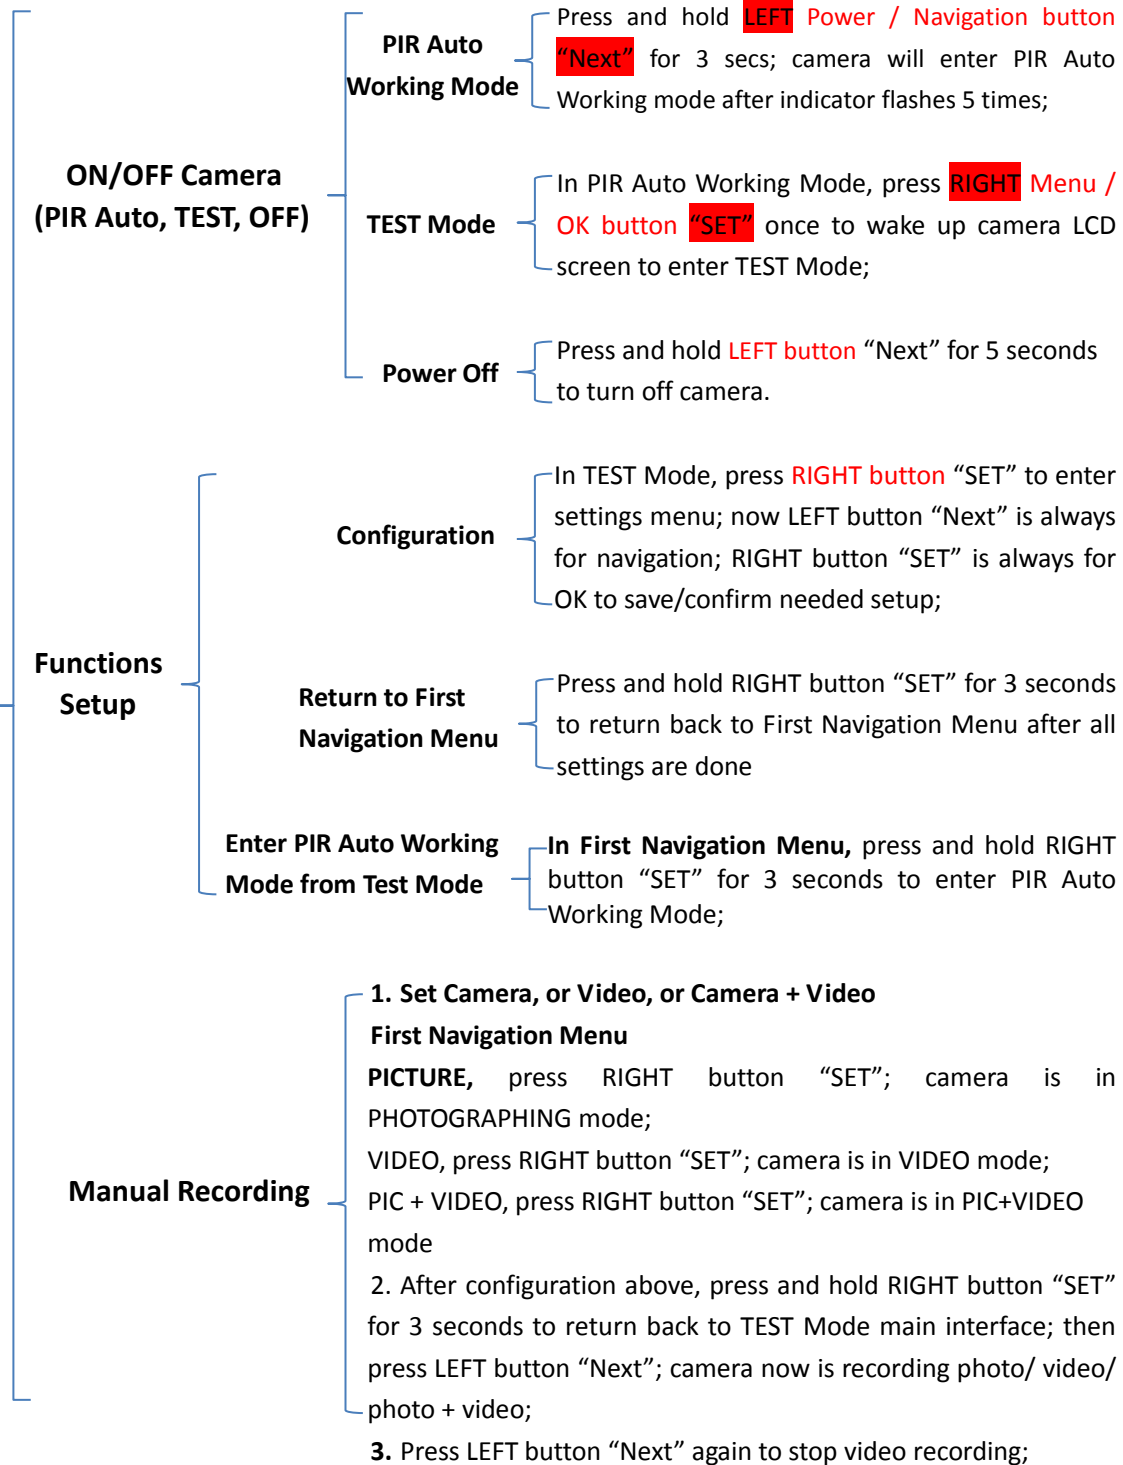 PIR Auto
Working Mode
Press and hold LEFT Power / Navigation button
“Next” for 3 secs; camera will enter PIR Auto
Working mode after indicator flashes 5 times;
ON/OFF Camera
(PIR Auto, TEST, OFF)
TEST Mode
In PIR Auto Working Mode, press RIGHT Menu /
OK button “SET” once to wake up camera LCD
screen to enter TEST Mode;
Power Off
Press and hold LEFT button “Next” for 5 seconds
to turn off camera.
Functions
Setup
Configuration
In TEST Mode, press RIGHT button “SET” to enter
settings menu; now LEFT button “Next” is always
for navigation; RIGHT button “SET” is always for
OK to save/confirm needed setup;
Return to First
Navigation Menu
Press and hold RIGHT button “SET” for 3 seconds
to return back to First Navigation Menu after all
settings are done
Enter PIR Auto Working
Mode from Test Mode
In First Navigation Menu, press and hold RIGHT
button “SET” for 3 seconds to enter PIR Auto
Working Mode;
Manual Recording
1. Set Camera, or Video, or Camera + Video
First Navigation Menu
PICTURE, press RIGHT button “SET”; camera is in
PHOTOGRAPHING mode;
VIDEO, press RIGHT button “SET”; camera is in VIDEO mode;
PIC + VIDEO, press RIGHT button “SET”; camera is in PIC+VIDEO
mode
2. After configuration above, press and hold RIGHT button “SET”
for 3 seconds to return back to TEST Mode main interface; then
press LEFT button “Next”; camera now is recording photo/ video/
photo + video;
3. Press LEFT button “Next” again to stop video recording;